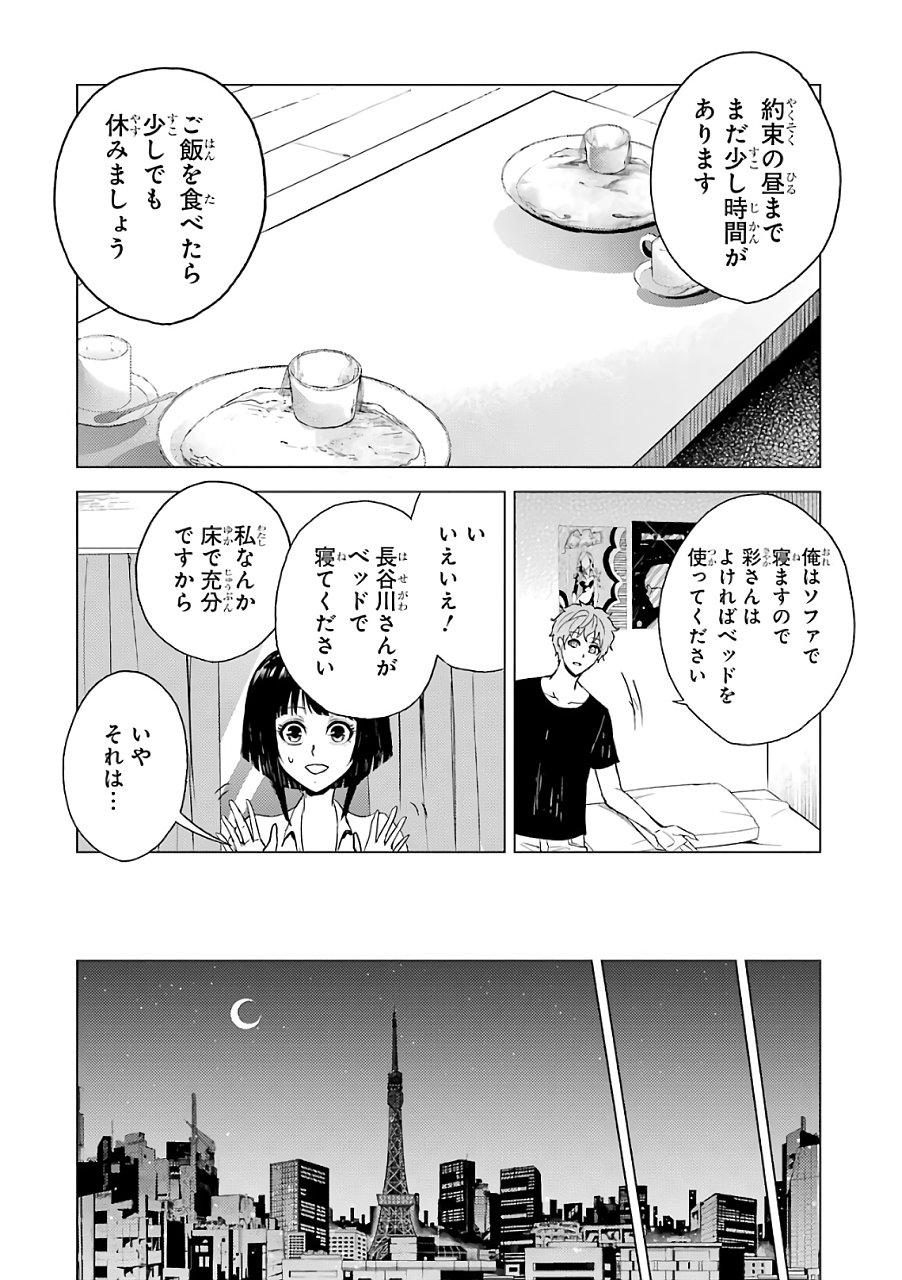 約束の昼まで
まだ少し時間が
あります
ご飯を食べたら
少しでも
休みましょう
俺はソファで
寝ますので
彩さんは
よければベッドを
使ってください
い
いえいえ！
長谷川さんが
ベッドで
寝てください
私なんか
床で充分
ですから
いや
それは…